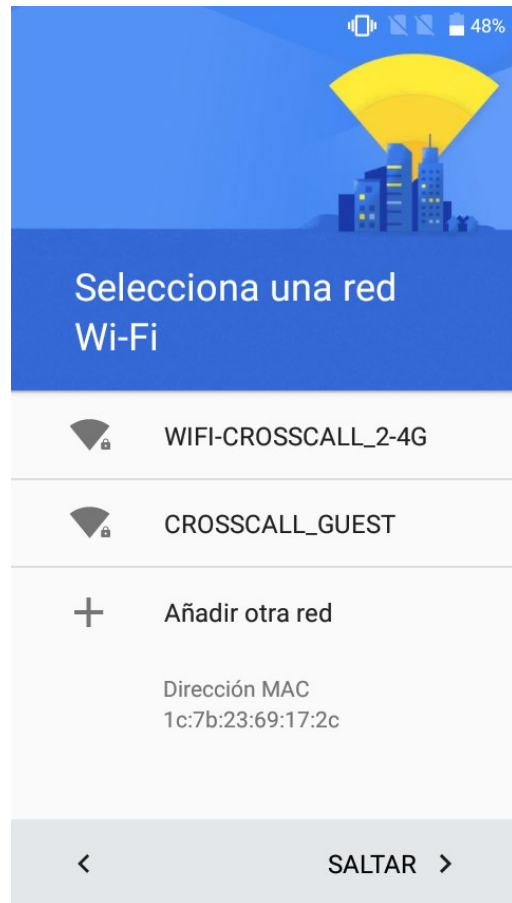 48%
Selecciona una red
Wi-Fi
WIFI-CROSSCALL_2-4G
CROSSCALL_GUEST
Añadir otra red
Dirección MAC
1c:7b:23:69:17:2c
SALTAR